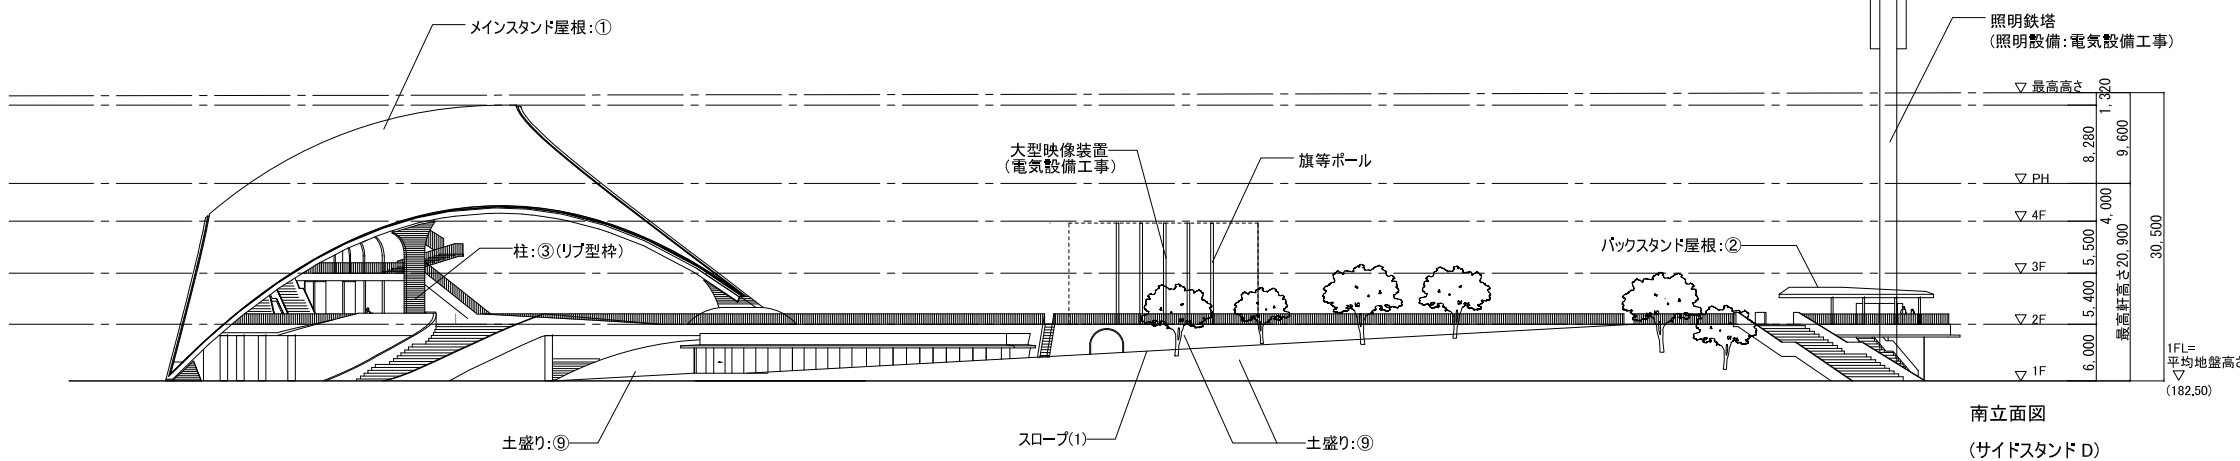 メインスタンド屋根:①
照明鉄塔
(照明設備:電気設備工事)
▽ 最高高さ
1,320
8,280
9,600
大型映像装置
(電気設備工事)
旗等ポール
▽ PH
4,000
▽ 4F
柱:③(リブ型枠)
バックスタンド屋根:②
5,500
最高軒高さ20,900
30,500
▽ 3F
5,400
▽ 2F
6,000
1FL=
平均地盤高さ
▽
(182.50)
▽ 1F
土盛り:⑨
スロープ(1)
土盛り:⑨
南立面図
(サイドスタンド D)